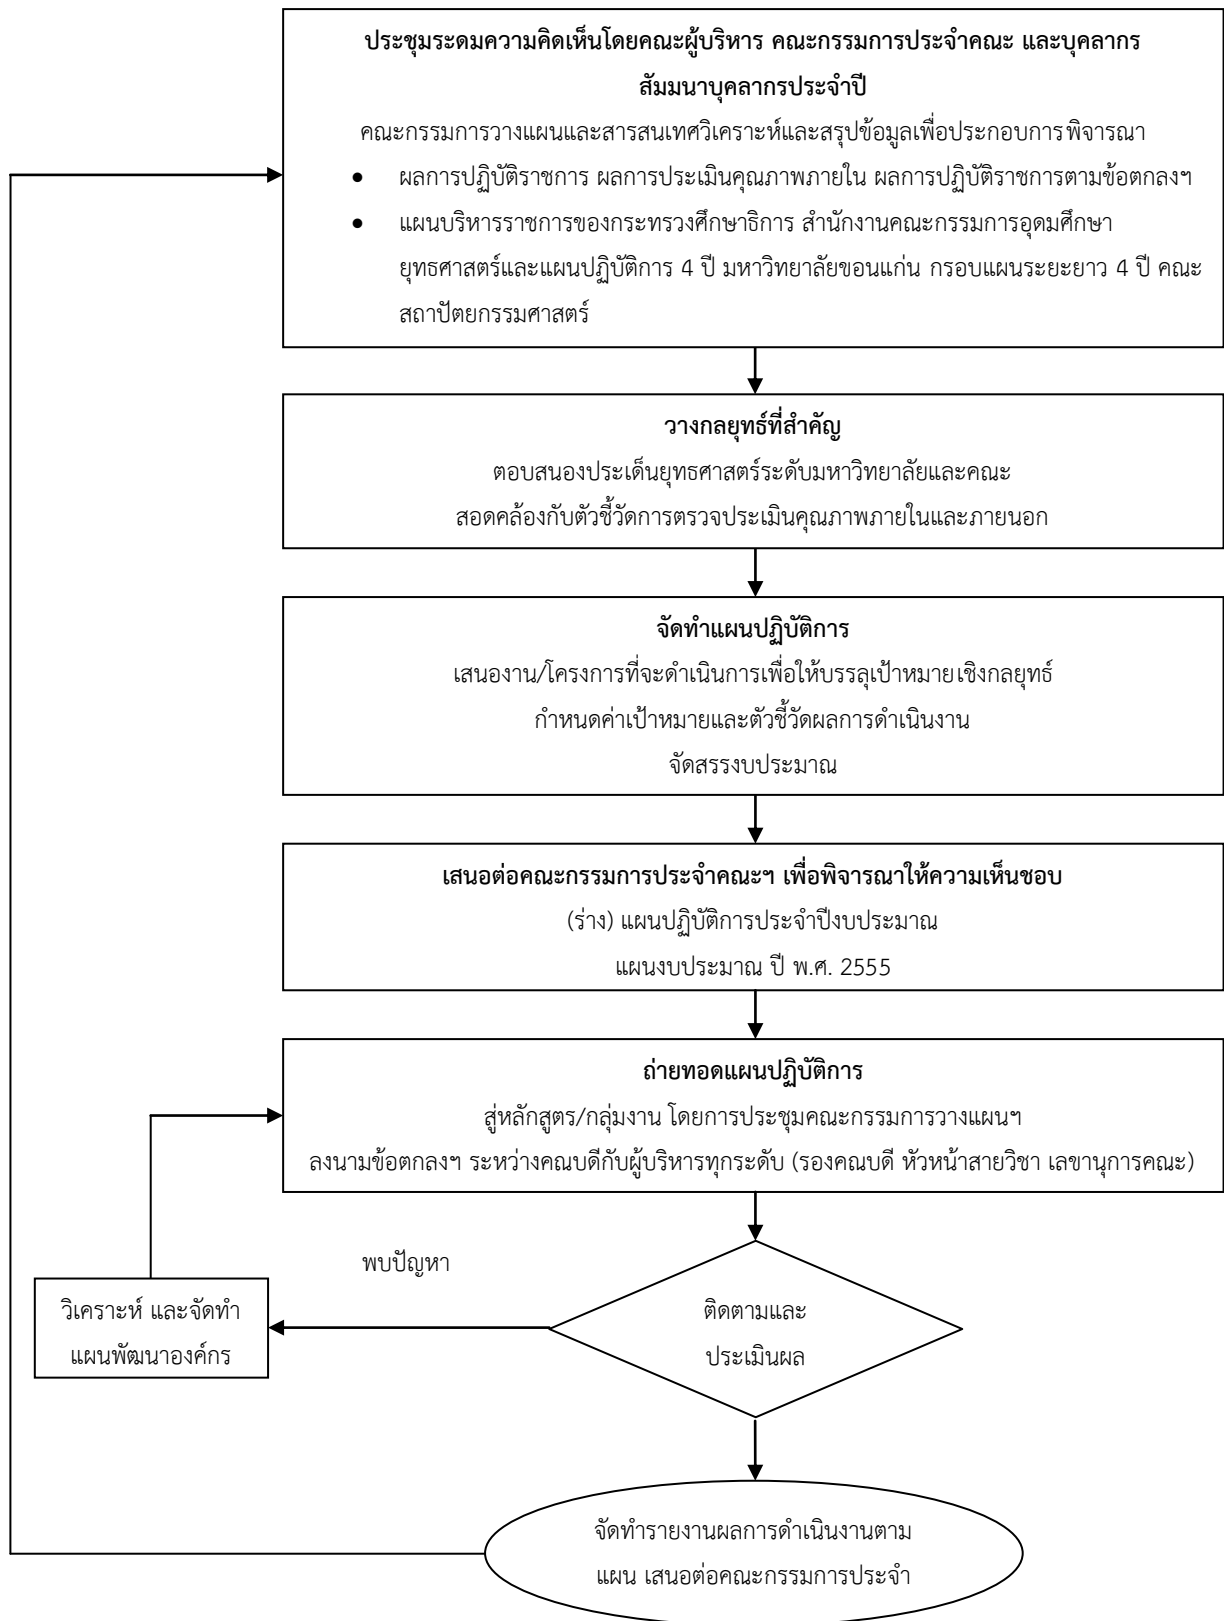 ประชุมระดมความคิดเห็นโดยคณะผู้บริหาร คณะกรรมการประจำคณะ และบุคลากร
สัมมนาบุคลากรประจำปี
คณะกรรมการวางแผนและสารสนเทศวิเคราะห์และสรุปข้อมูลเพื่อประกอบการพิจารณา
• ผลการปฏิบัติราชการ ผลการประเมินคุณภาพภายใน ผลการปฏิบัติราชการตามข้อตกลงฯ
• แผนบริหารราชการของกระทรวงศึกษาธิการ สำนักงานคณะกรรมการอุดมศึกษา
ยุทธศาสตร์และแผนปฏิบัติการ 4 ปี มหาวิทยาลัยขอนแก่น กรอบแผนระยะยาว 4 ปี คณะ
สถาปัตยกรรมศาสตร์
วางกลยุทธ์ที่สำคัญ
ตอบสนองประเด็นยุทธศาสตร์ระดับมหาวิทยาลัยและคณะ
สอดคล้องกับตัวชี้วัดการตรวจประเมินคุณภาพภายในและภายนอก
จัดทำแผนปฏิบัติการ
เสนองาน/โครงการที่จะดำเนินการเพื่อให้บรรลุเป้าหมายเชิงกลยุทธ์
กำหนดค่าเป้าหมายและตัวชี้วัดผลการดำเนินงาน
จัดสรรงบประมาณ
เสนอต่อคณะกรรมการประจำคณะฯ เพื่อพิจารณาให้ความเห็นชอบ
(ร่าง) แผนปฏิบัติการประจำปีงบประมาณ
แผนงบประมาณ ปี พ.ศ. 2555
ถ่ายทอดแผนปฏิบัติการ
สู่หลักสูตร/กลุ่มงาน โดยการประชุมคณะกรรมการวางแผนฯ
ลงนามข้อตกลงฯ ระหว่างคณบดีกับผู้บริหารทุกระดับ (รองคณบดี หัวหน้าสายวิชา เลขานุการคณะ)
พบปัญหา
วิเคราะห์ และจัดทำ
แผนพัฒนาองค์กร
ติดตามและ
ประเมินผล
จัดทำรายงานผลการดำเนินงานตาม
แผน เสนอต่อคณะกรรมการประจำ